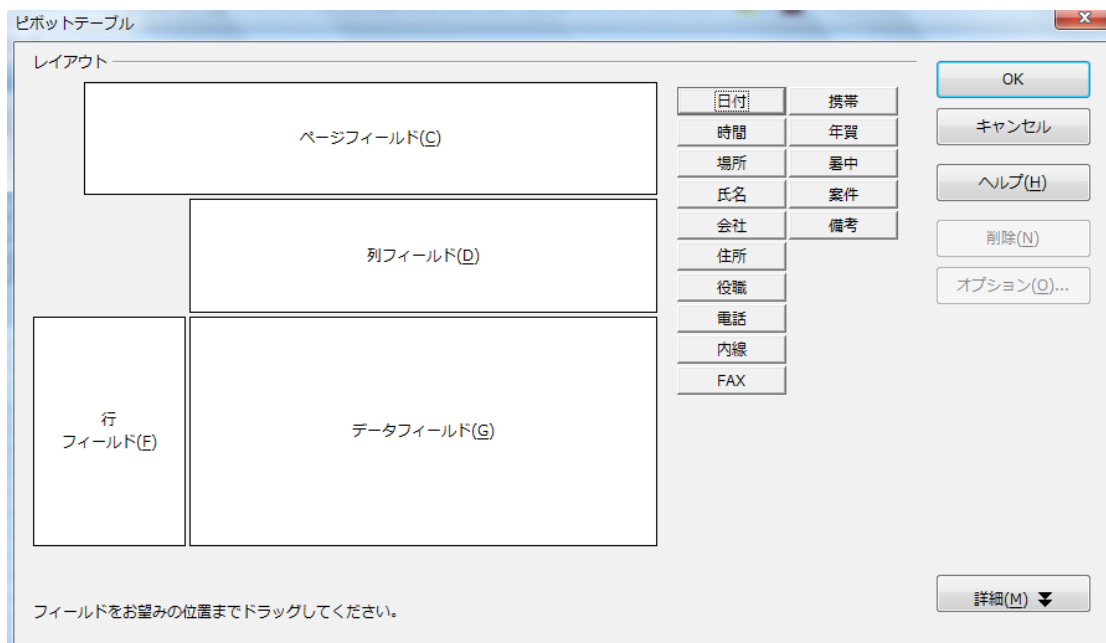 ピボットテーブル
レイアウト
ページフィールド(C)
列フィールド(D)
行
フィールド(F)
データフィールド(G)
日付
時間
場所
氏名
会社
住所
役職
電話
内線
FAX
携帯
年賀
暑中
案件
備考
OK
キャンセル
ヘルプ(H)
削除(N)
オプション(O)...
詳細(M)
フィールドをお望みの位置までドラッグしてください。